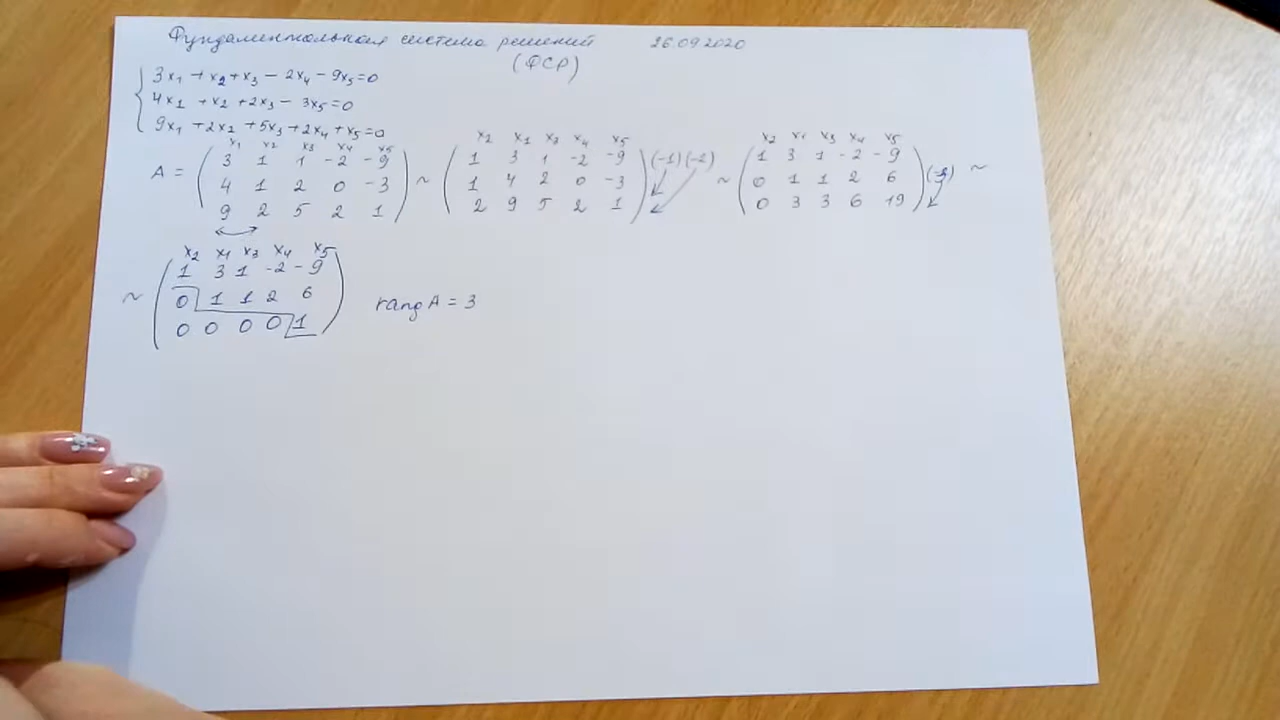 Фундаментальная система решений 26.09.2020
(ФСР)
3x₁ + x₂ + x₃ - 2x₄ - 9x₅ = 0
4x₁ + x₂ + 2x₃ - 3x₅ = 0
9x₁ + 2x₂ + 5x₃ + 2x₄ + x₅ = 0
x₁ x₂ x₃ x₄ x₅ x₂ x₁ x₃ x₄ x₅ x₂ x₁ x₃ x₄ x₅
3 1 1 -2 -9 1 3 1 -2 -9 (-1) (-2) 1 3 1 -2 -9
A = 4 1 2 0 -3 ~ 1 4 2 0 -3 ~ 0 1 1 2 6 (-3) ~
9 2 5 2 1 2 9 5 2 1 0 3 3 6 19
x₂ x₁ x₃ x₄ x₅
1 3 1 -2 -9
~ 0 1 1 2 6 rang A = 3
0 0 0 0 1